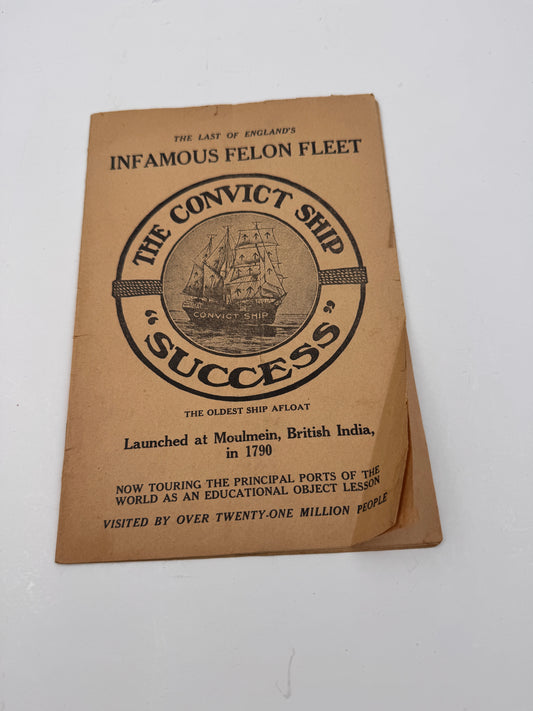 THE LAST OF ENGLAND'S
INFAMOUS FELON FLEET
THE CONVICT SHIP
CONVICT SHIP
"SUCCESS"
THE OLDEST SHIP AFLOAT
Launched at Moulmein, British India,
in 1790
NOW TOURING THE PRINCIPAL PORTS OF THE
WORLD AS AN EDUCATIONAL OBJECT LESSON
VISITED BY OVER TWENTY-ONE MILLION PEOPLE